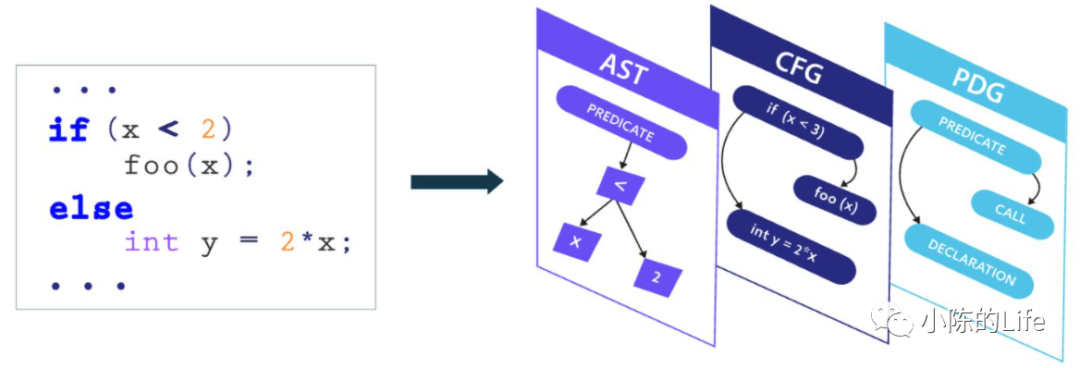 ...
if (x < 2)
foo(x);
else
int y = 2*x;
...
AST
PREDICATE
<
x
2
CFG
if (x < 3)
foo (x)
int y = 2*x
PDG
PREDICATE
CALL
DECLARATION
小陈的Life